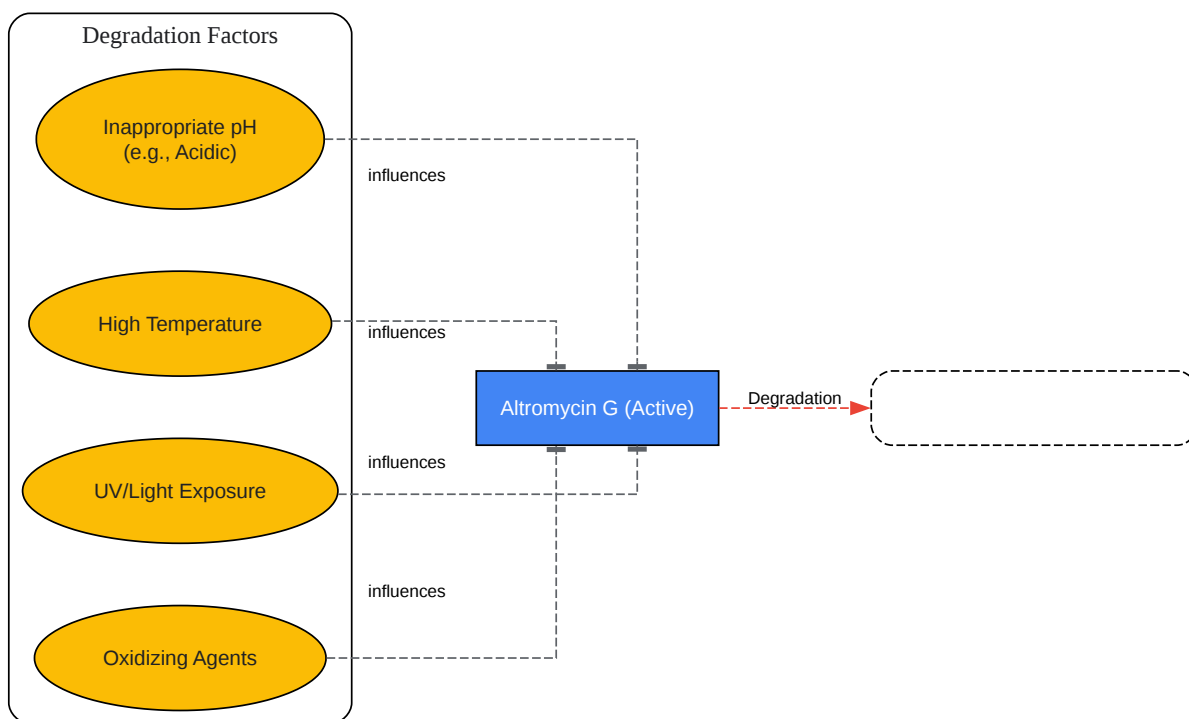 Degradation Factors
Inappropriate pH
(e.g., Acidic)
influences
High Temperature
influences
Altromycin G (Active)
Degradation
UV/Light Exposure
influences
influences
Oxidizing Agents